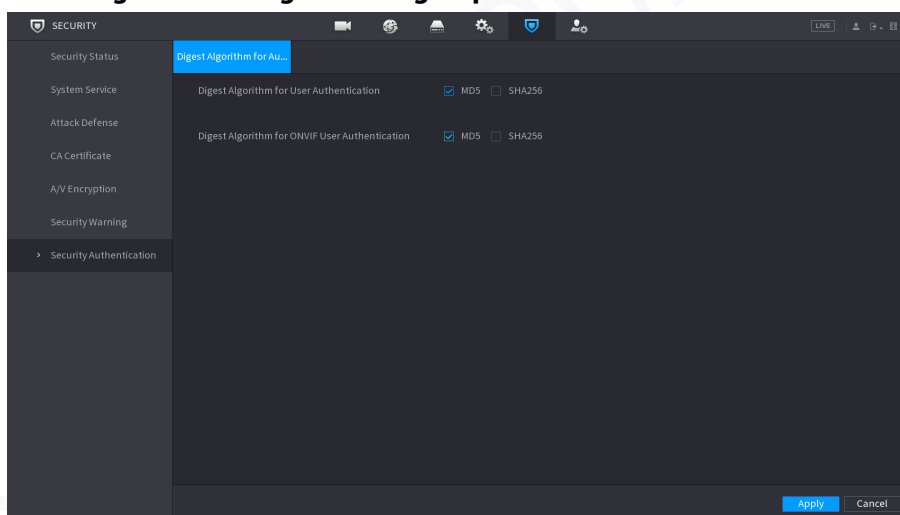 SECURITY
LIVE
Security Status
Digest Algorithm for Au...
System Service
Digest Algorithm for User Authentication MD5 SHA256
Attack Defense
Digest Algorithm for ONVIF User Authentication MD5 SHA256
CA Certificate
A/V Encryption
Security Warning
Security Authentication
Apply Cancel